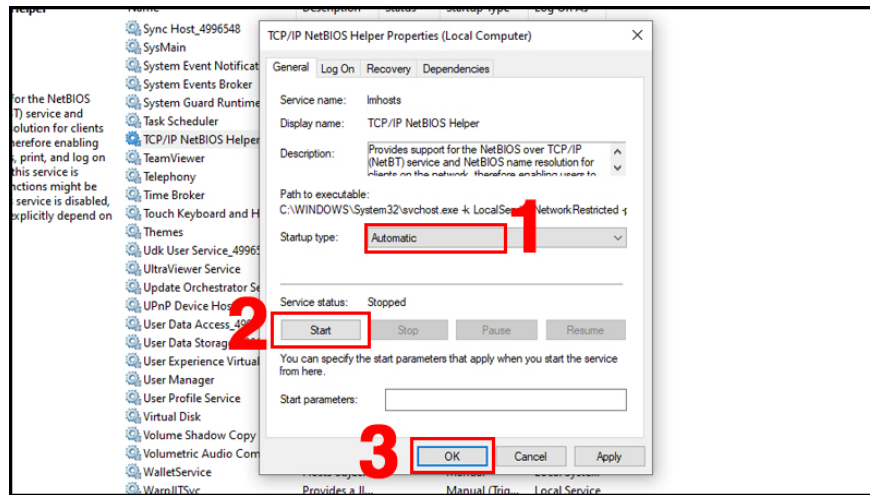 TCP/IP NetBIOS Helper Properties (Local Computer)
General Log On Recovery Dependencies
Service name: lmhosts
Display name: TCP/IP NetBIOS Helper
Description: Provides support for the NetBIOS over TCP/IP
(NetBT) service and NetBIOS name resolution for
clients on the network, therefore enabling users to
Path to executable:
C:\WINDOWS\System32\svchost.exe -k LocalSer NetworkRestricted -p
1
Startup type: Automatic
Service status: Stopped
2
Start Stop Pause Resume
You can specify the start parameters that apply when you start the service
from here.
Start parameters:
3
OK Cancel Apply
for the NetBIOS
T) service and
olution for clients
herefore enabling
s, print, and log on
this service is
nctions might be
service is disabled,
explicitly depend on
Name Description Status Startup Type Log On As
Sync Host_4996548
SysMain
System Event Notificat
System Events Broker
System Guard Runtime
Task Scheduler
TCP/IP NetBIOS Helper
TeamViewer
Telephony
Time Broker
Touch Keyboard and H
Themes
Udk User Service_49965
UltraViewer Service
Update Orchestrator Se
UPnP Device Hos
User Data Access_49
User Data Storag
User Experience Virtual
User Manager
User Profile Service
Virtual Disk
Volume Shadow Copy
Volumetric Audio Com
WalletService
WarpJITSvc Provides a JI... Manual (Trig... Local Service